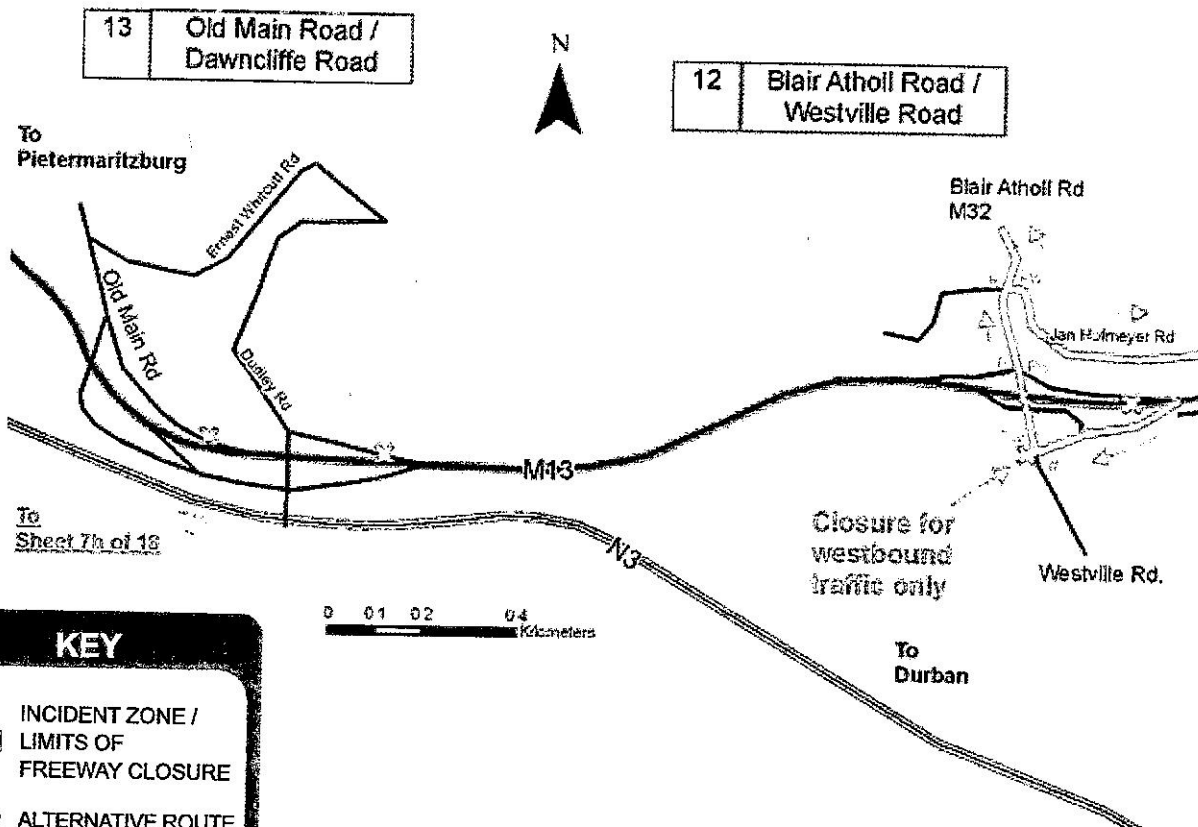 13 Old Main Road /
Dawncliffe Road
N
12 Blair Atholl Road /
Westville Road
To
Pietermaritzburg
Ernest Whitcutt Rd
Blair Atholl Rd
M32
Old Main Rd
Jan Hofmeyer Rd
Dunley Rd
M13
To
Sheet 7h of 18
N3
Closure for
westbound
traffic only
Westville Rd.
0 01 02 04
Kilometers
To
Durban
KEY
INCIDENT ZONE /
LIMITS OF
FREEWAY CLOSURE
ALTERNATIVE ROUTE